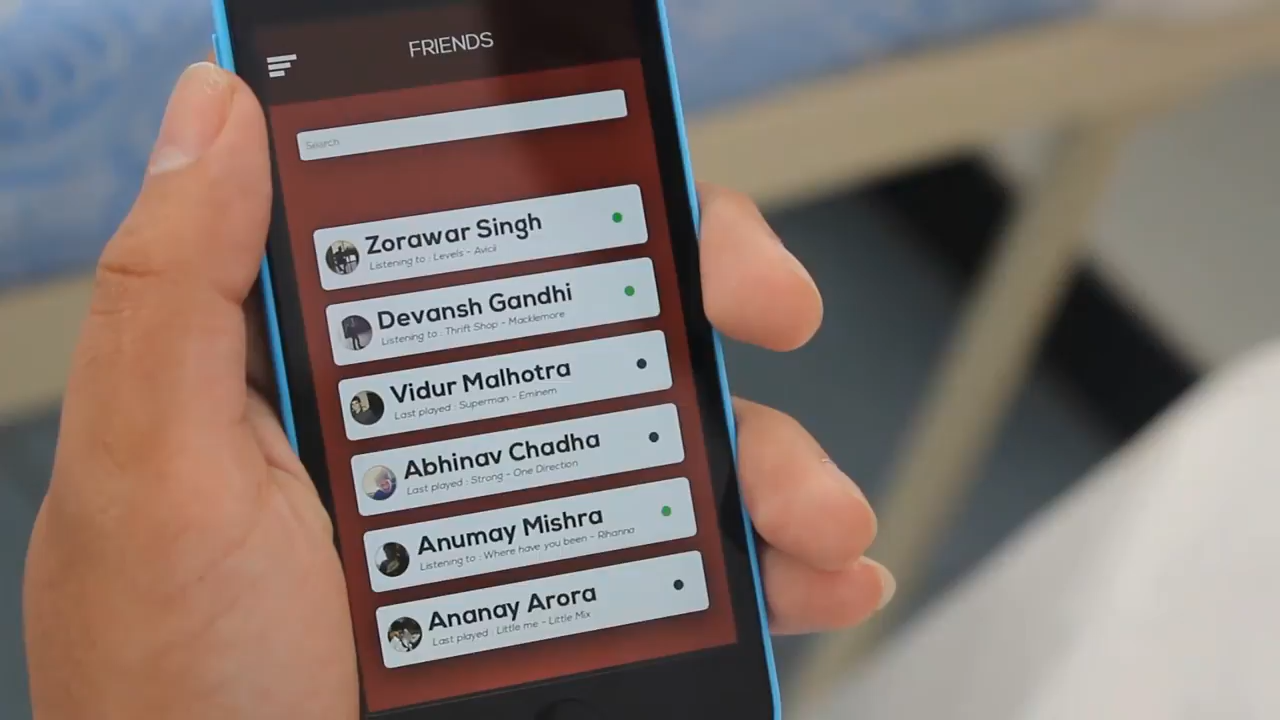 FRIENDS
Search
Zorawar Singh
Listening to : Levels - Avicii
Devansh Gandhi
Listening to : Thrift Shop - Macklemore
Vidur Malhotra
Last played : Superman - Eminem
Abhinav Chadha
Last played : Strong - One Direction
Anumay Mishra
Listening to : Where have you been - Rihanna
Ananay Arora
Last played : Little me - Little Mix